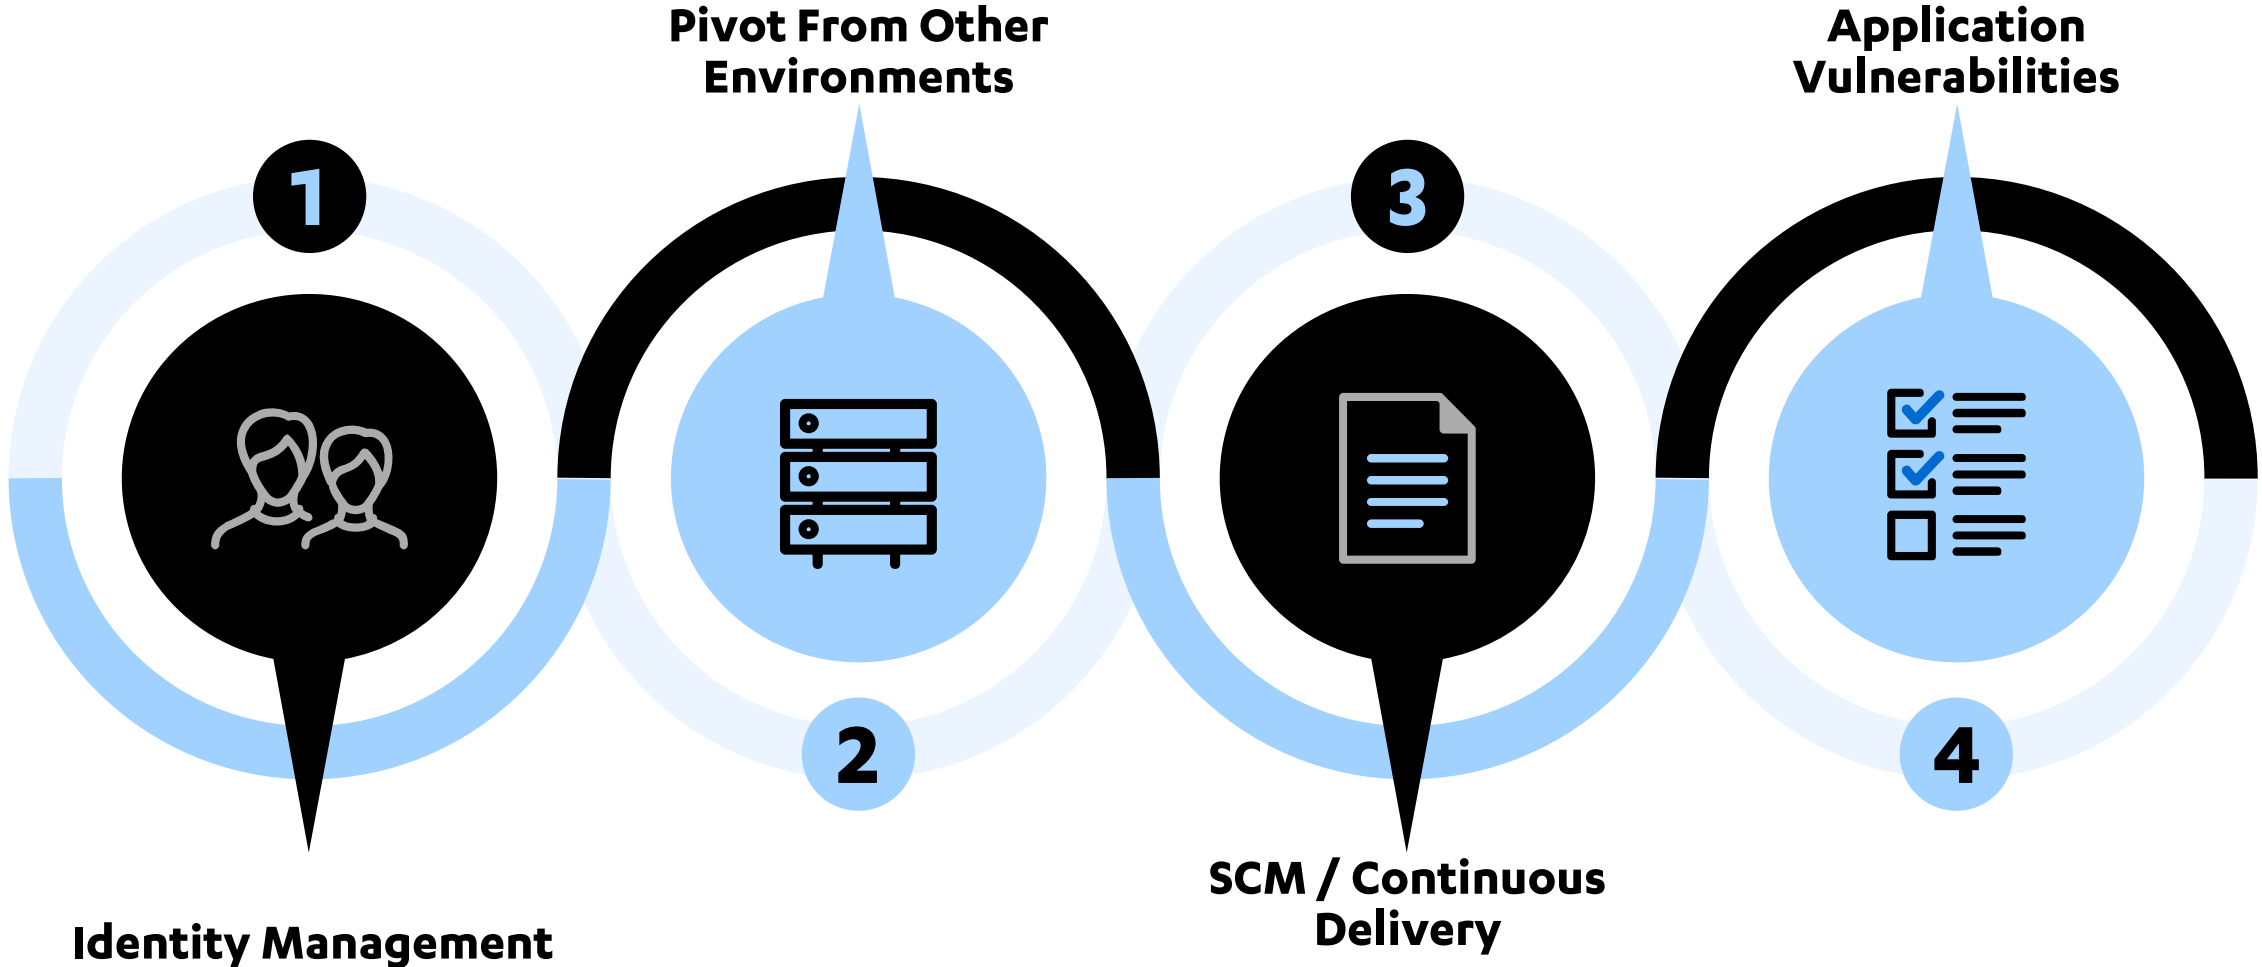 1
Identity Management
Pivot From Other
Environments
2
3
SCM / Continuous
Delivery
Application
Vulnerabilities
4